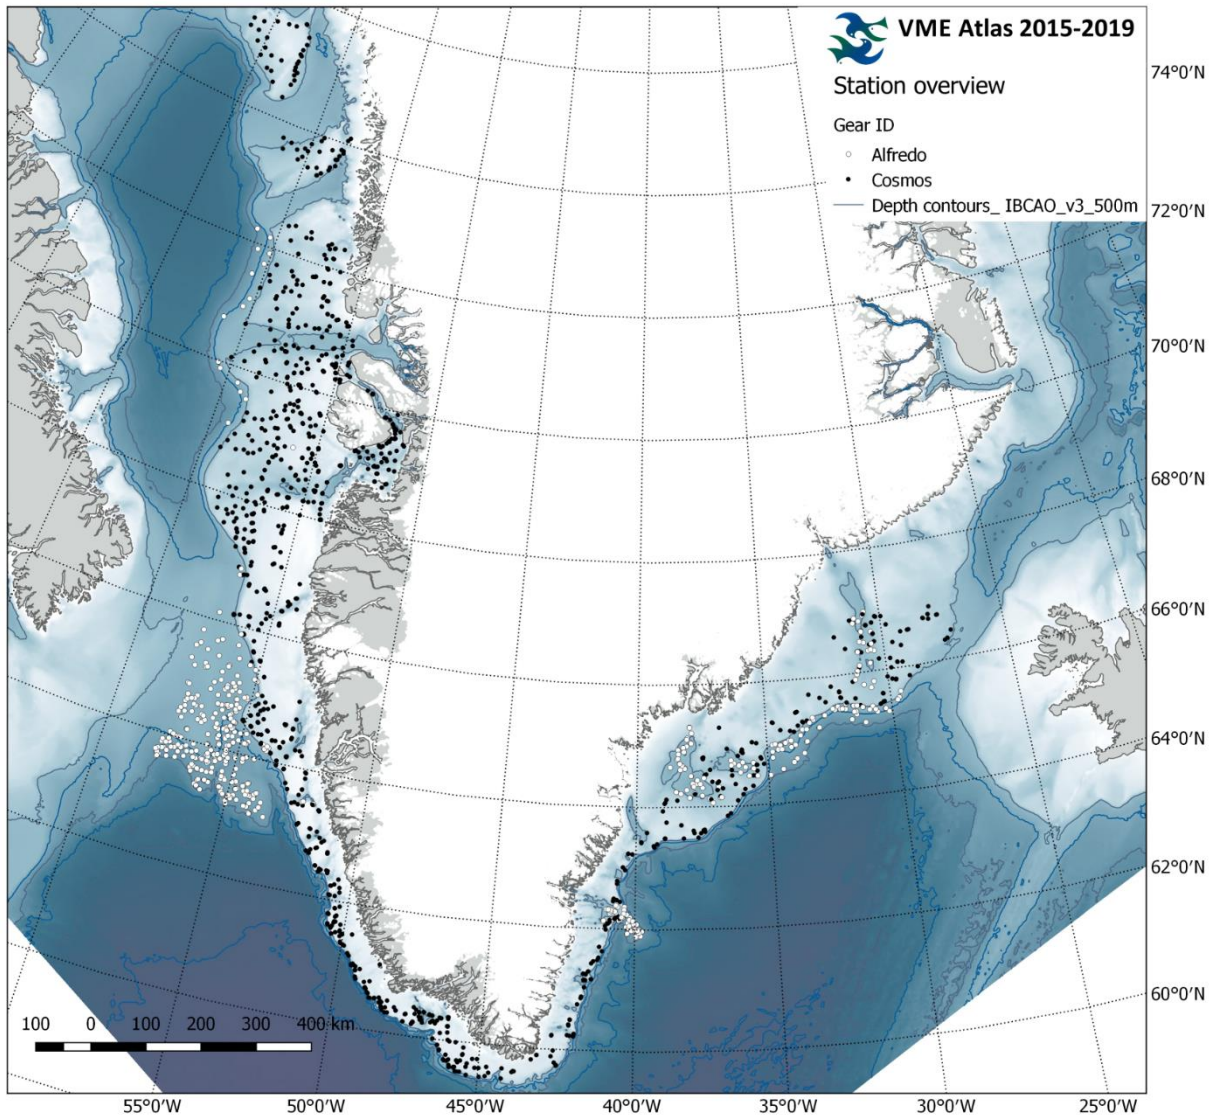 VME Atlas 2015-2019
Station overview
Gear ID
Alfredo
Cosmos
Depth contours_ IBCAO_v3_500m
74°0'N
72°0'N
70°0'N
68°0'N
66°0'N
64°0'N
62°0'N
60°0'N
100 0 100 200 300 400 km
55°0'W 50°0'W 45°0'W 40°0'W 35°0'W 30°0'W 25°0'W